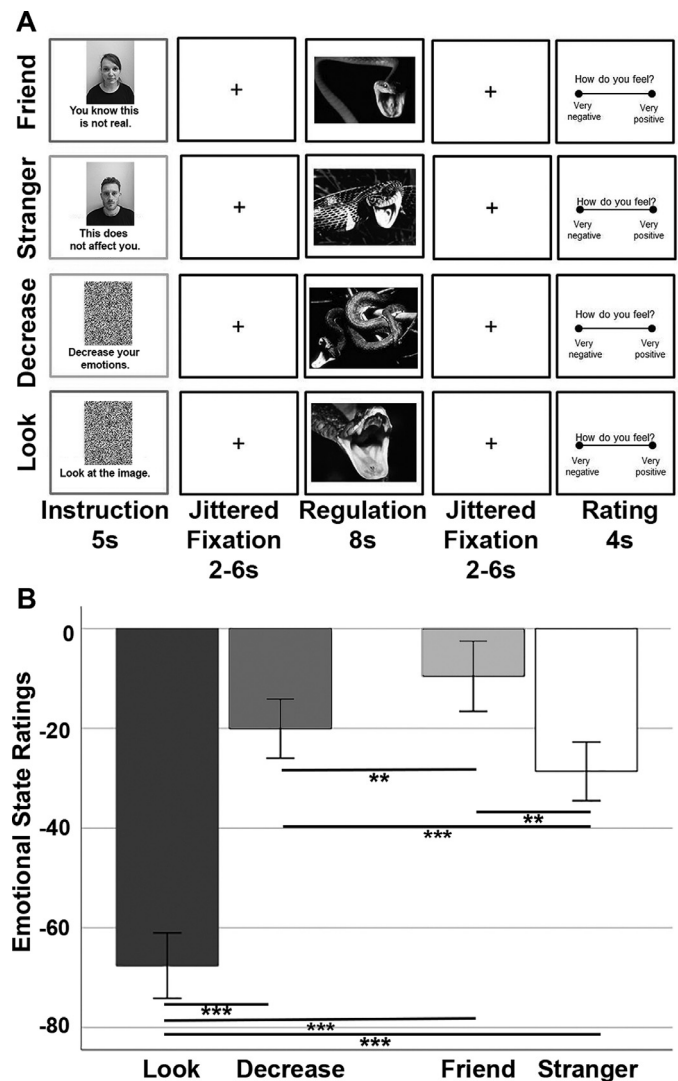 A
Friend
You know this
is not real.
+
+
How do you feel?
Very
negative
Very
positive
Stranger
This does
not affect you.
+
+
How do you feel?
Very
negative
Very
positive
Decrease
Decrease your
emotions.
+
+
How do you feel?
Very
negative
Very
positive
Look
Look at the image.
+
+
How do you feel?
Very
negative
Very
positive
Instruction
5s
Jittered
Fixation
2-6s
Regulation
8s
Jittered
Fixation
2-6s
Rating
4s
B
Emotional State Ratings
0
-20
-40
-60
-80
**
**
***
***
***
***
Look
Decrease
Friend
Stranger